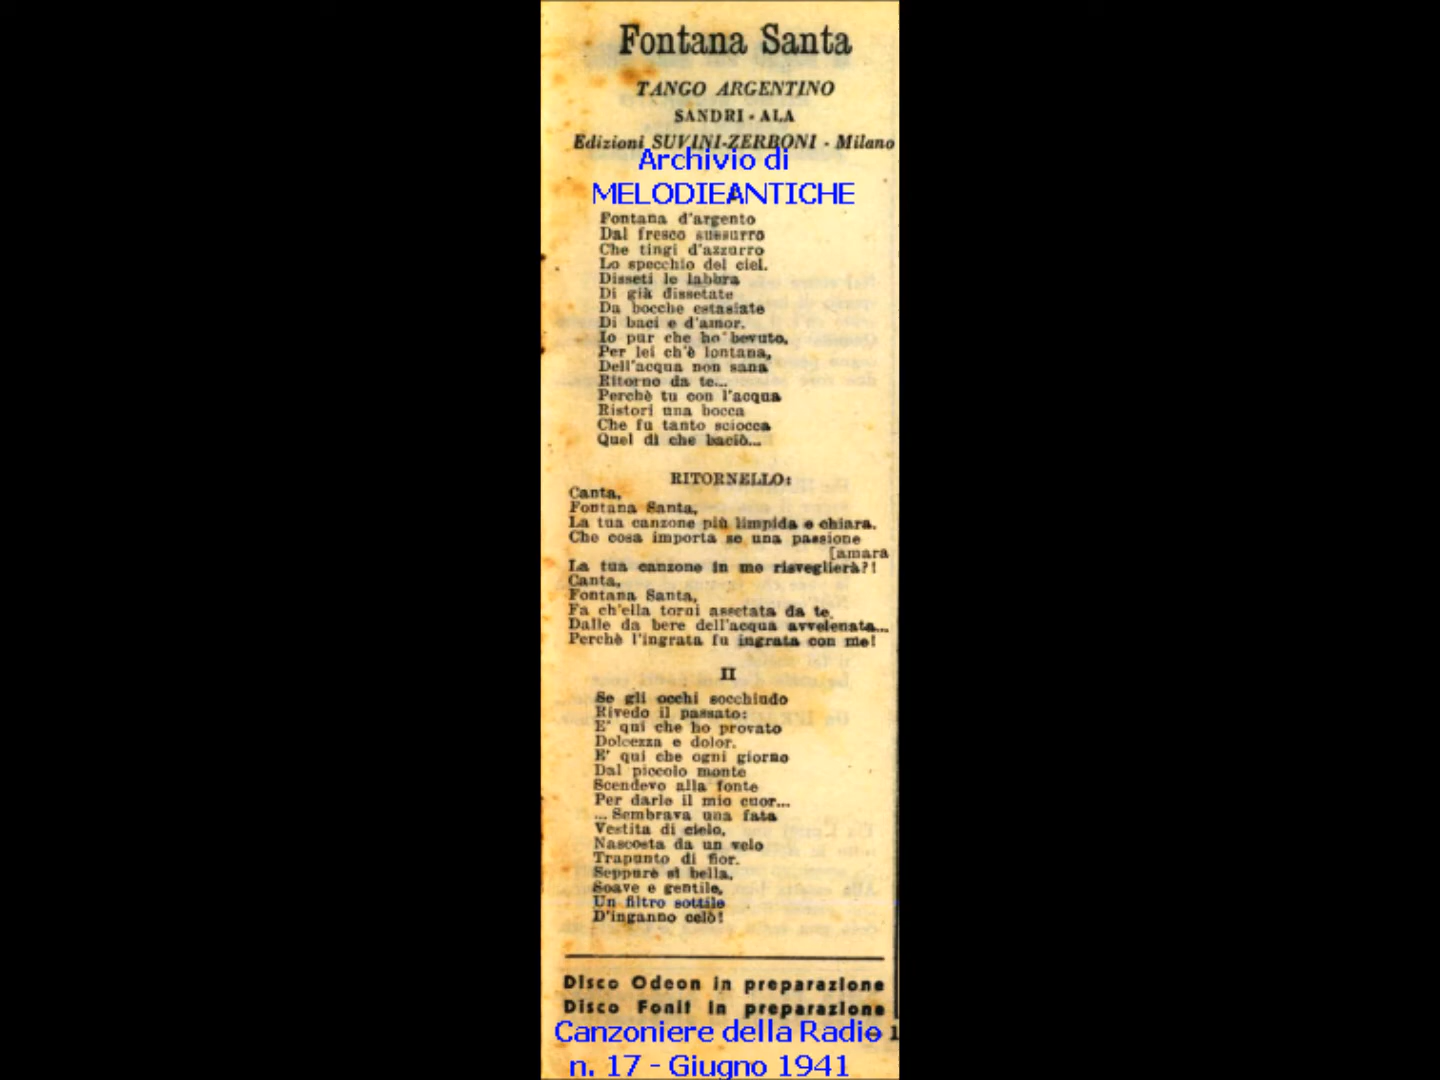 Fontana Santa
TANGO ARGENTINO
SANDRI - ALA
Edizioni SUVINI-ZERBONI - Milano
Archivio di
MELODIEANTICHE
Fontana d'argento
Dal fresco sussurro
Che tingi d'azzurro
Lo specchio del ciel.
Disseti le labbra
Di già dissetate
Da bocche estasiate
Di baci e d'amor.
Io pur che ho bevuto,
Per lei ch'è lontana,
Dell'acqua non sana
Ritorno da te...
Perchè tu con l'acqua
Ristori una bocca
Che fu tanto sciocca
Quel dì che baciò...
RITORNELLO:
Canta,
Fontana Santa,
La tua canzone più limpida e chiara.
Che cosa importa se una passione
[amara
La tua canzone in me risveglierà?!
Canta,
Fontana Santa,
Fa ch'ella torni assetata da te.
Dalle da bere dell'acqua avvelenata...
Perchè l'ingrata fu ingrata con me!
II
Se gli occhi socchiudo
Rivedo il passato:
E' qui che ho provato
Dolcezza e dolor.
E' qui che ogni giorno
Dal piccolo monte
Scendevo alla fonte
Per darle il mio cuor...
... Sembrava una fata
Vestita di cielo,
Nascosta da un velo
Trapunto di fior.
Seppure sì bella,
Soave e gentile,
Un filtro sottile
D'inganno celò!
Disco Odeon in preparazione
Disco Fonit in preparazione
Canzoniere della Radio
n. 17 - Giugno 1941